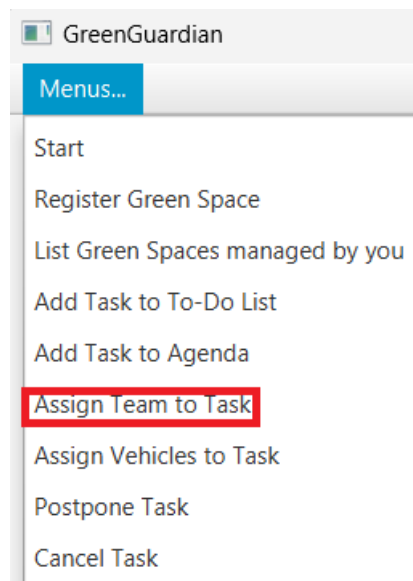 GreenGuardian
Menus...
Start
Register Green Space
List Green Spaces managed by you
Add Task to To-Do List
Add Task to Agenda
Assign Team to Task
Assign Vehicles to Task
Postpone Task
Cancel Task